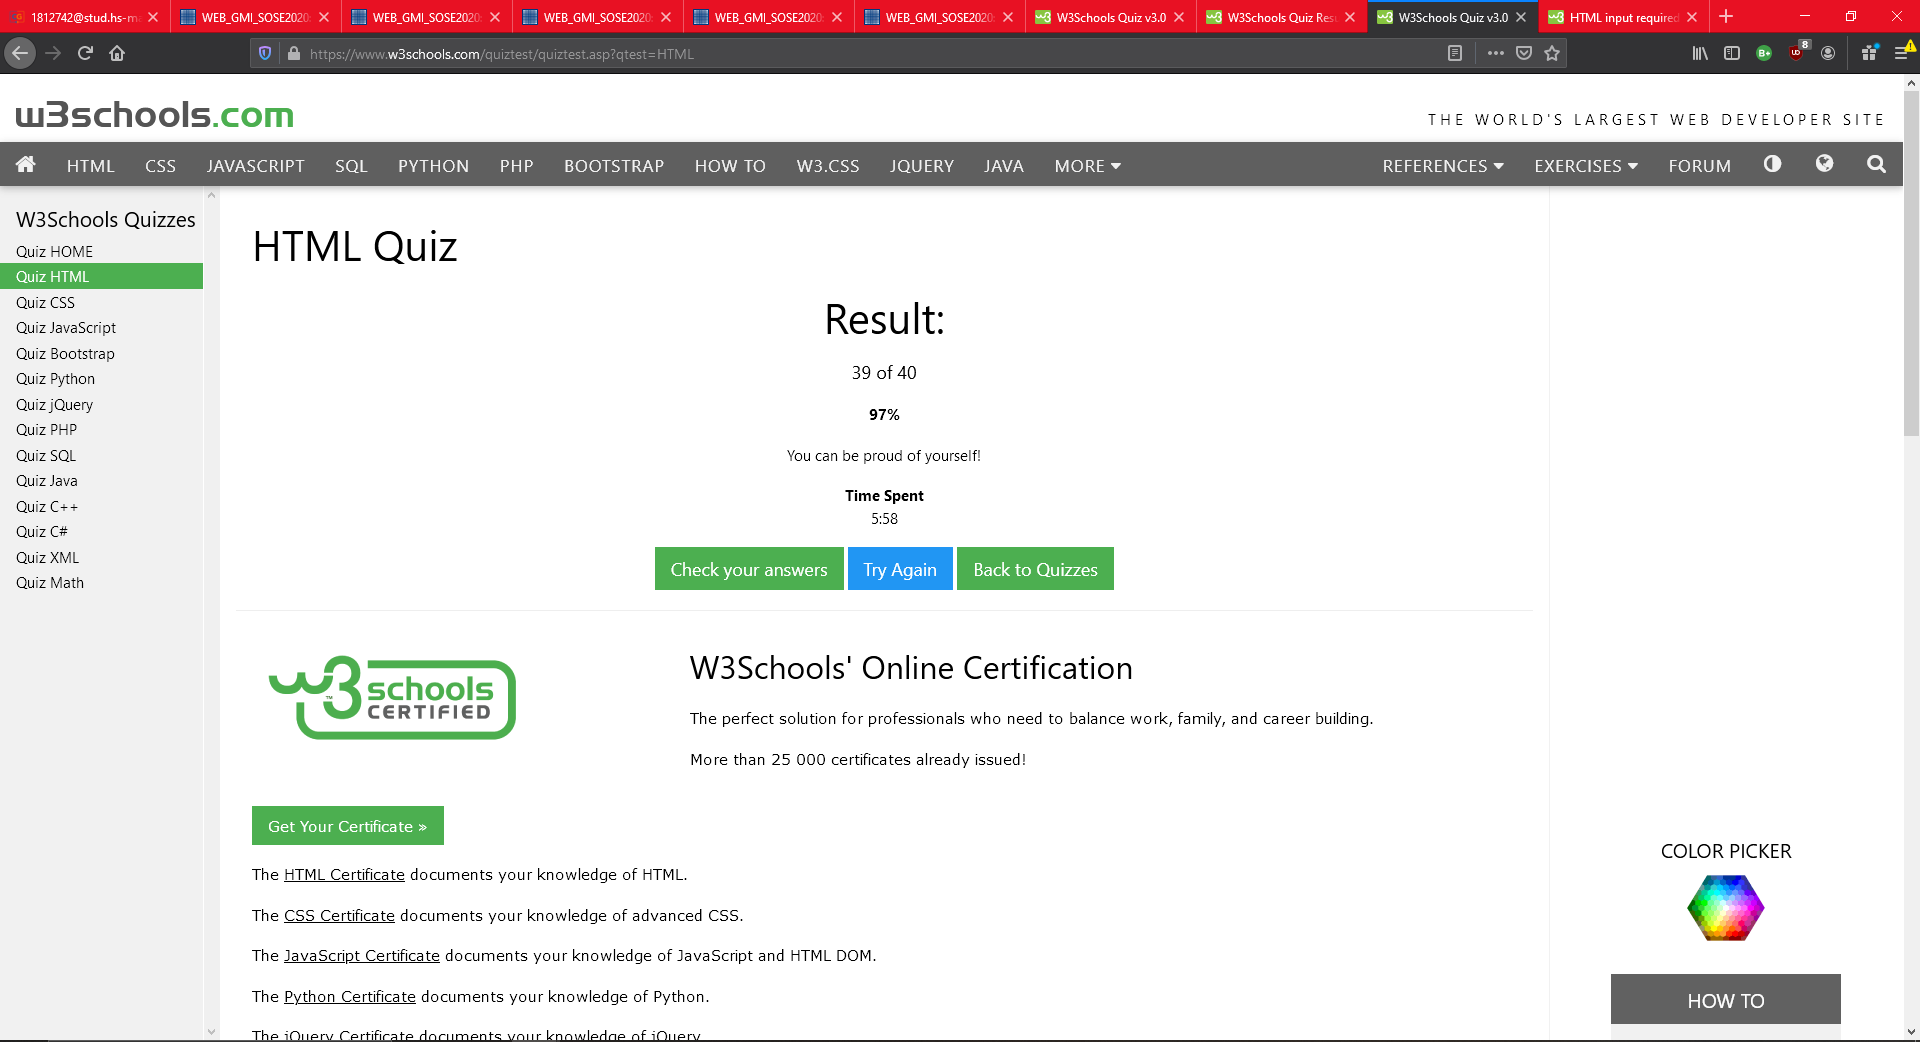 1812742@stud.hs-ma
WEB_GMI_SOSE2020:
WEB_GMI_SOSE2020:
WEB_GMI_SOSE2020:
WEB_GMI_SOSE2020:
WEB_GMI_SOSE2020:
W3Schools Quiz v3.0
W3Schools Quiz Resu
W3Schools Quiz v3.0
HTML input required
https://www.w3schools.com/quiztest/quiztest.asp?qtest=HTML
8
w3schools.com
THE WORLD'S LARGEST WEB DEVELOPER SITE
HTML CSS JAVASCRIPT SQL PYTHON PHP BOOTSTRAP HOW TO W3.CSS JQUERY JAVA MORE REFERENCES EXERCISES FORUM
W3Schools Quizzes
Quiz HOME
Quiz HTML
Quiz CSS
Quiz JavaScript
Quiz Bootstrap
Quiz Python
Quiz jQuery
Quiz PHP
Quiz SQL
Quiz Java
Quiz C++
Quiz C#
Quiz XML
Quiz Math
HTML Quiz
Result:
39 of 40
97%
You can be proud of yourself!
Time Spent
5:58
Check your answers Try Again Back to Quizzes
w3schools
CERTIFIED
W3Schools' Online Certification
The perfect solution for professionals who need to balance work, family, and career building.
More than 25 000 certificates already issued!
Get Your Certificate »
The HTML Certificate documents your knowledge of HTML.
The CSS Certificate documents your knowledge of advanced CSS.
The JavaScript Certificate documents your knowledge of JavaScript and HTML DOM.
The Python Certificate documents your knowledge of Python.
The jQuery Certificate documents your knowledge of jQuery.
COLOR PICKER
HOW TO